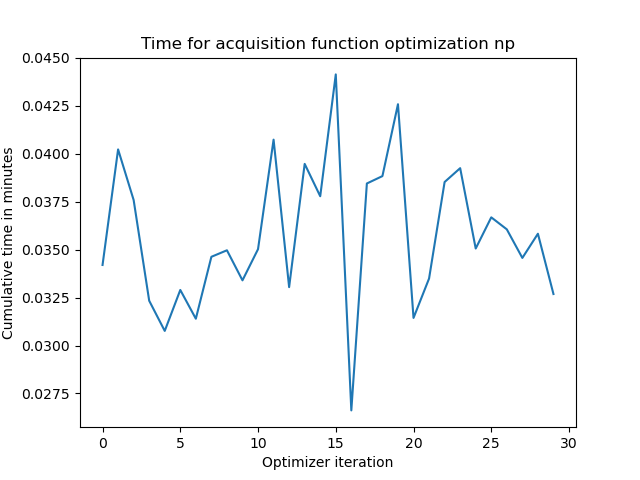 Time for acquisition function optimization np
Cumulative time in minutes
0.0450
0.0425
0.0400
0.0375
0.0350
0.0325
0.0300
0.0275
0 5 10 15 20 25 30
Optimizer iteration